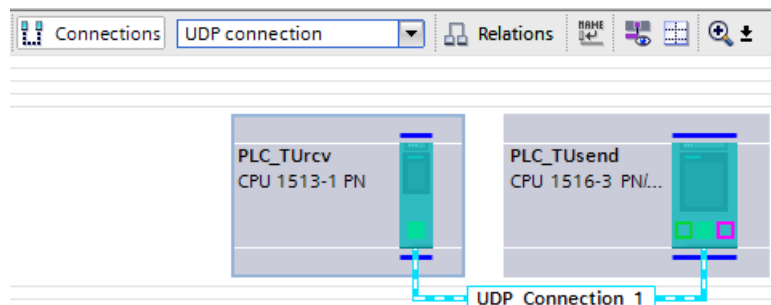 Connections UDP connection Relations NAME
PLC_TUrcv
CPU 1513-1 PN
PLC_TUsend
CPU 1516-3 PN/...
UDP_Connection_1